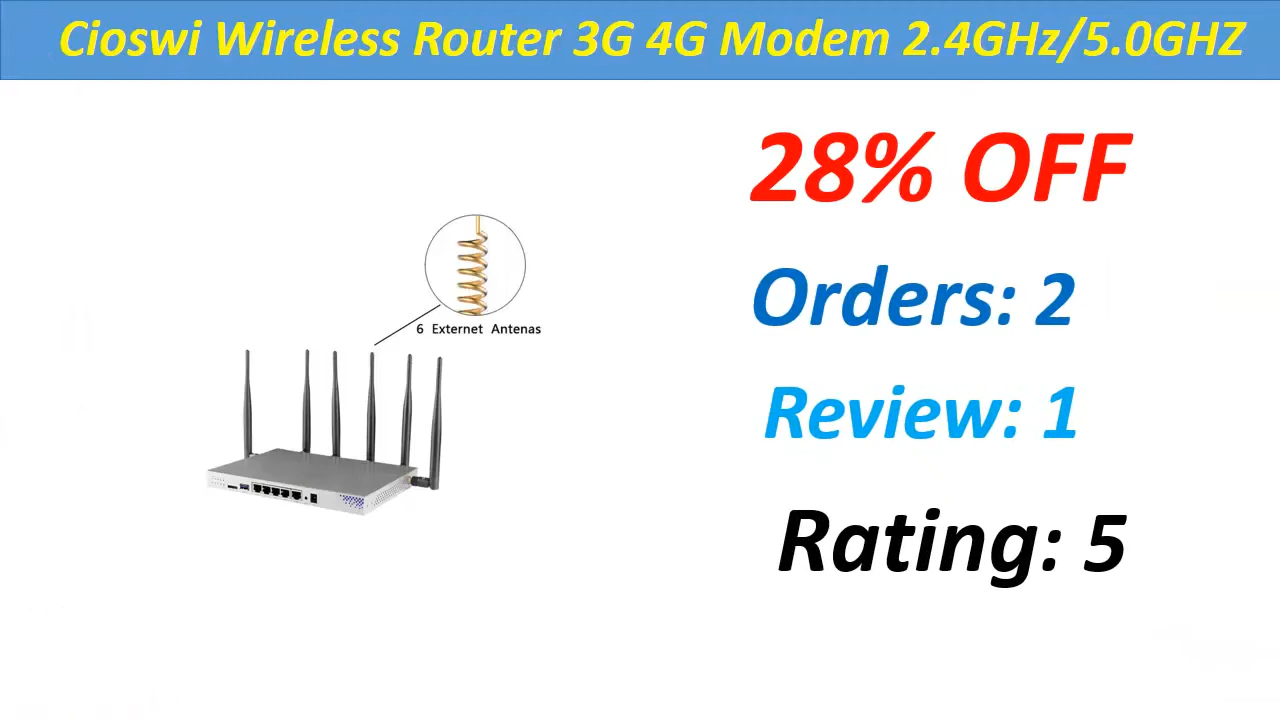 Cioswi Wireless Router 3G 4G Modem 2.4GHz/5.0GHZ
28% OFF
Orders: 2
6 Externet Antenas
Review: 1
Rating: 5